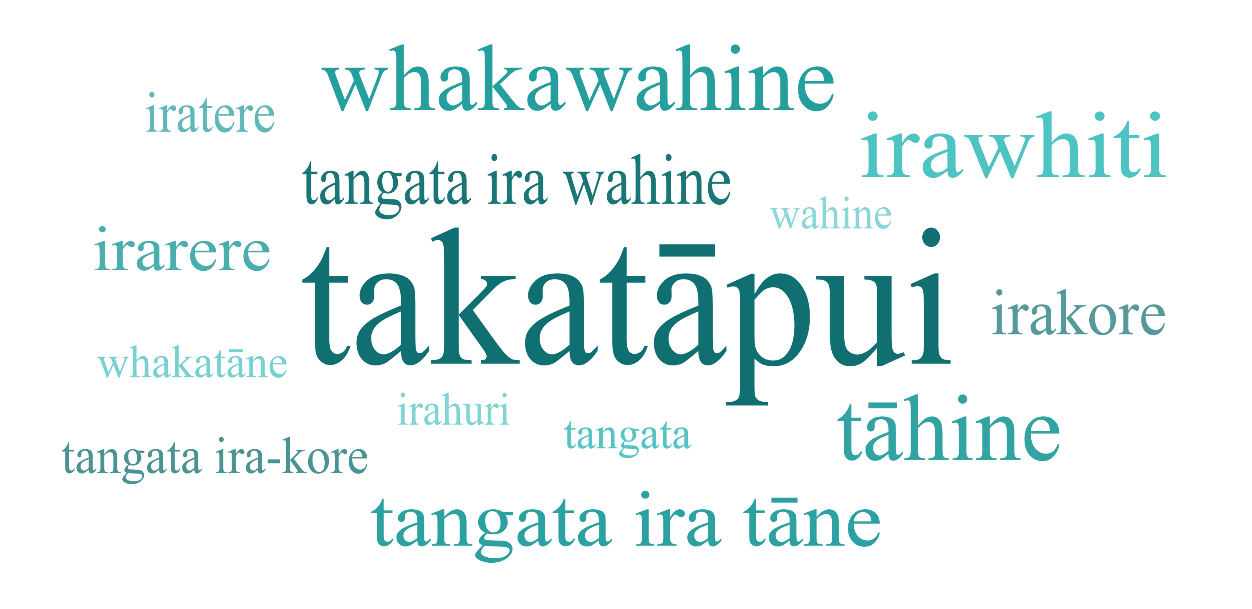 whakawahine
iratere
irawhiti
tangata ira wahine
wahine
irarere
takatāpui
irakore
whakatāne
irahuri
tangata
tāhine
tangata ira-kore
tangata ira tāne